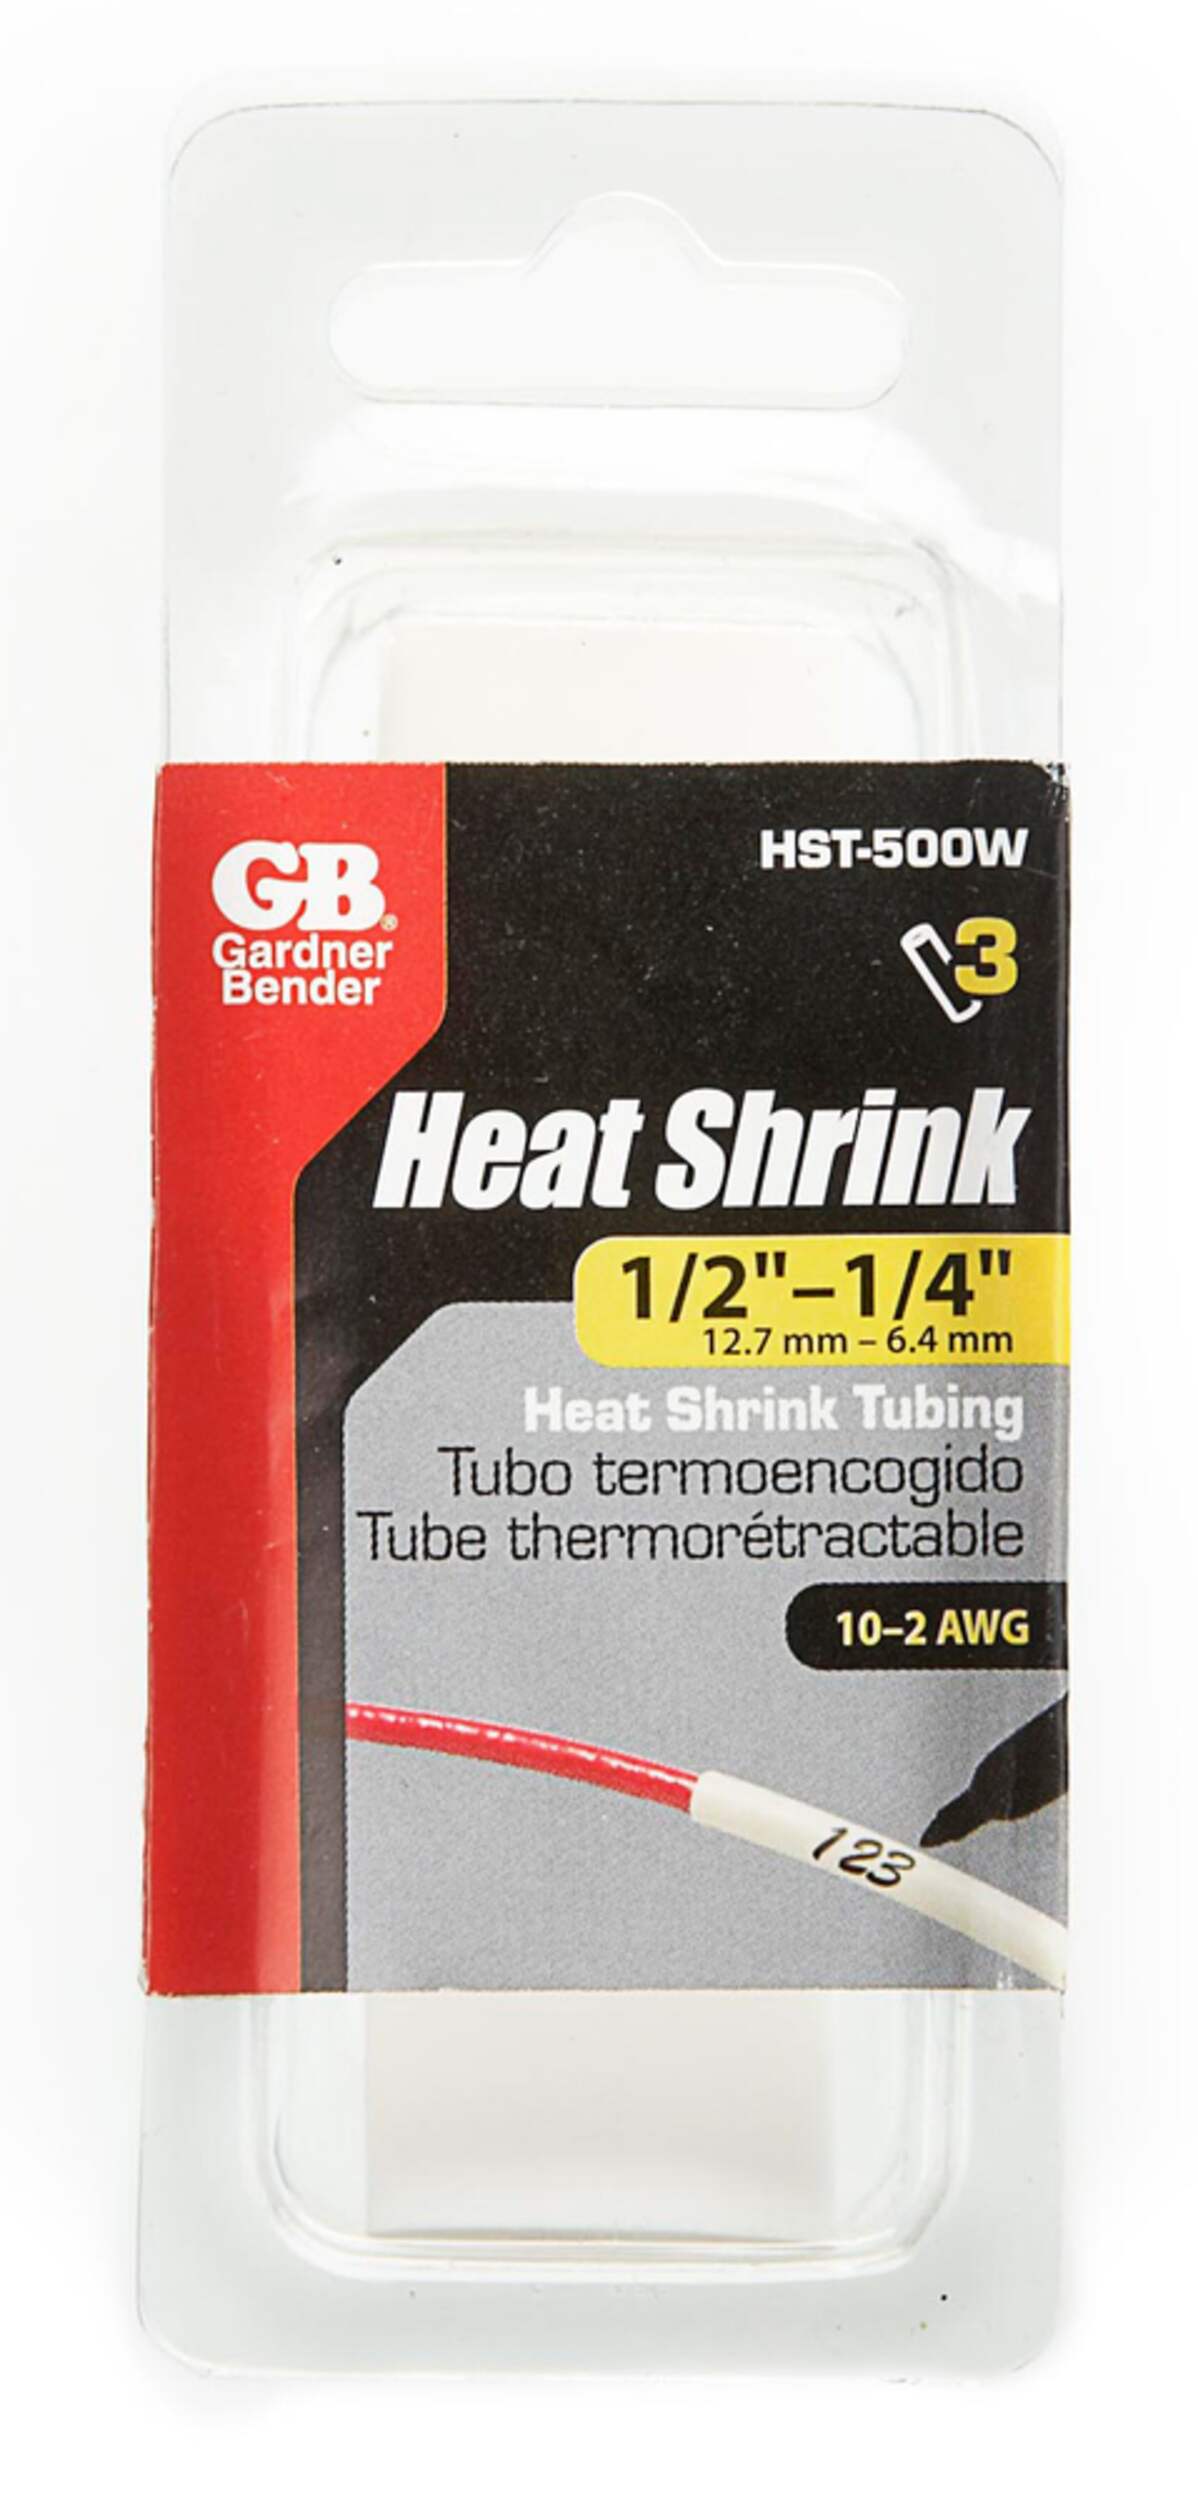 GB®
Gardner
Bender
HST-500W
3
Heat Shrink
1/2"–1/4"
12.7 mm – 6.4 mm
Heat Shrink Tubing
Tubo termoencogido
Tube thermorétractable
10–2 AWG
123